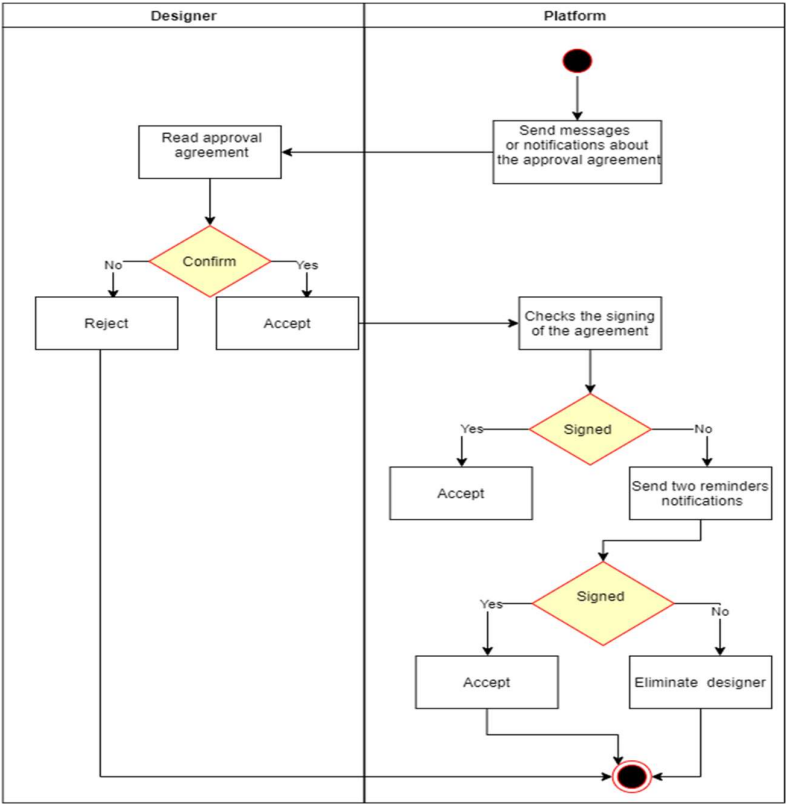 Designer
Platform
Send messages
or notifications about
the approval agreement
Read approval
agreement
Confirm
No
Yes
Reject
Accept
Checks the signing
of the agreement
Signed
Yes
No
Accept
Send two reminders
notifications
Signed
Yes
No
Accept
Eliminate designer